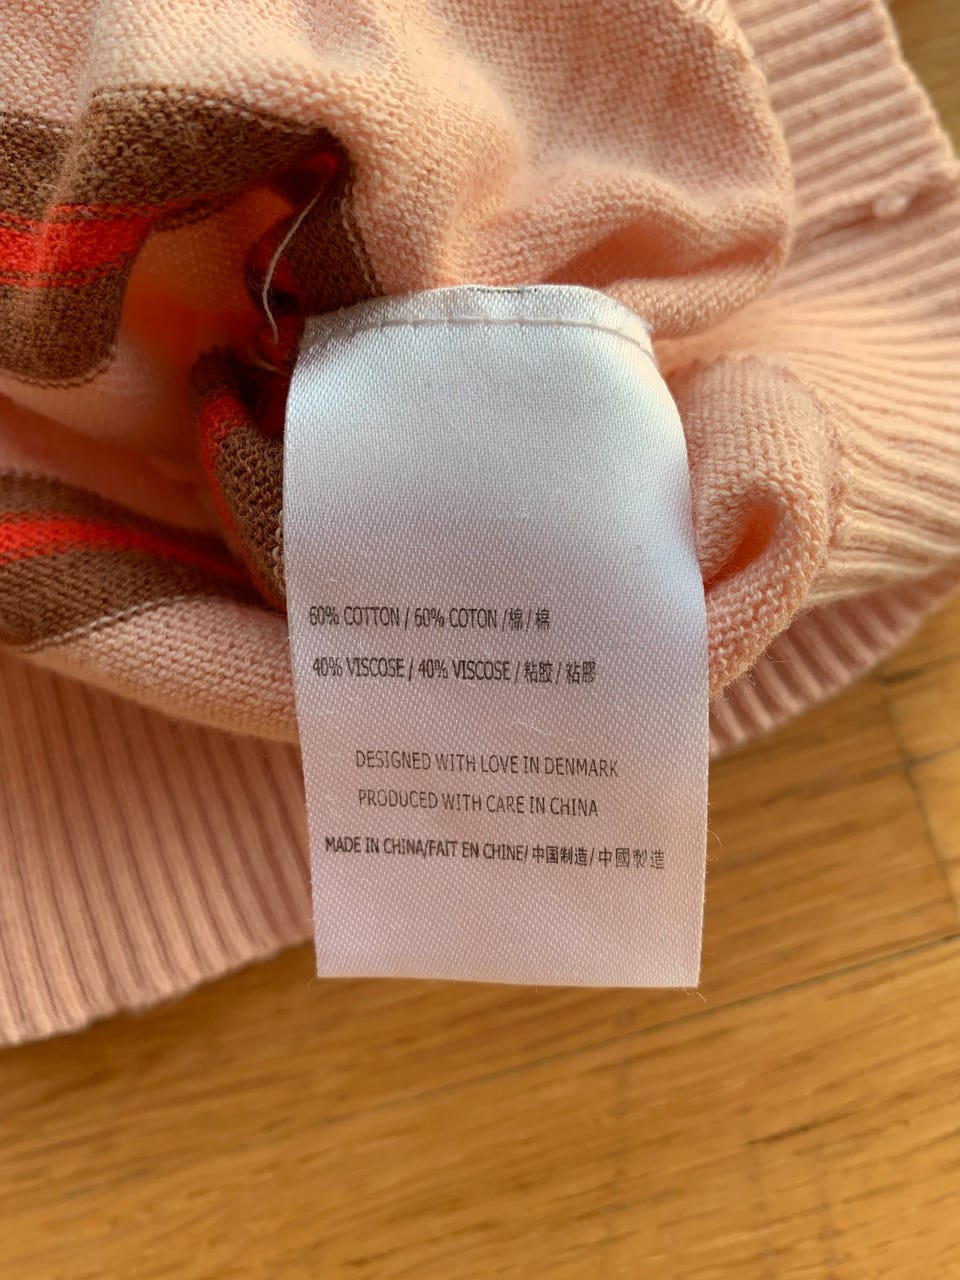 60% COTTON / 60% COTON /棉/ 棉
40% VISCOSE / 40% VISCOSE / 粘胶 / 粘膠
DESIGNED WITH LOVE IN DENMARK
PRODUCED WITH CARE IN CHINA
MADE IN CHINA/FAIT EN CHINE/ 中国制造/ 中國製造